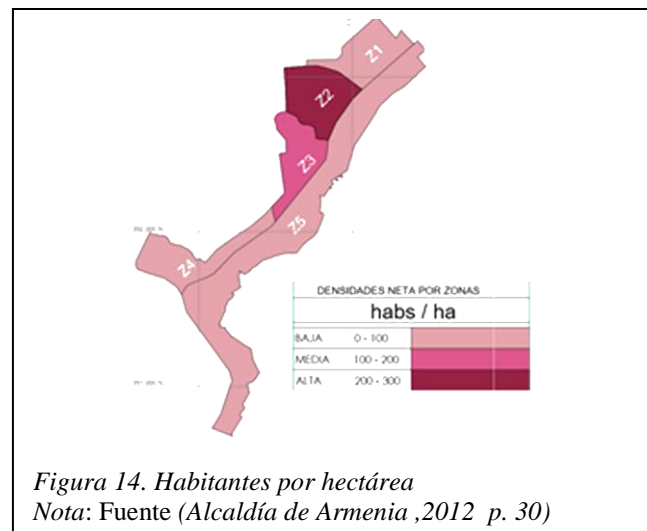 Z1
Z2
Z3
Z5
Z4
DENSIDADES NETA POR ZONAS
habs / ha
BAJA 0 - 100
MEDIA 100 - 200
ALTA 200 - 300
Figura 14. Habitantes por hectárea
Nota: Fuente (Alcaldía de Armenia ,2012 p. 30)